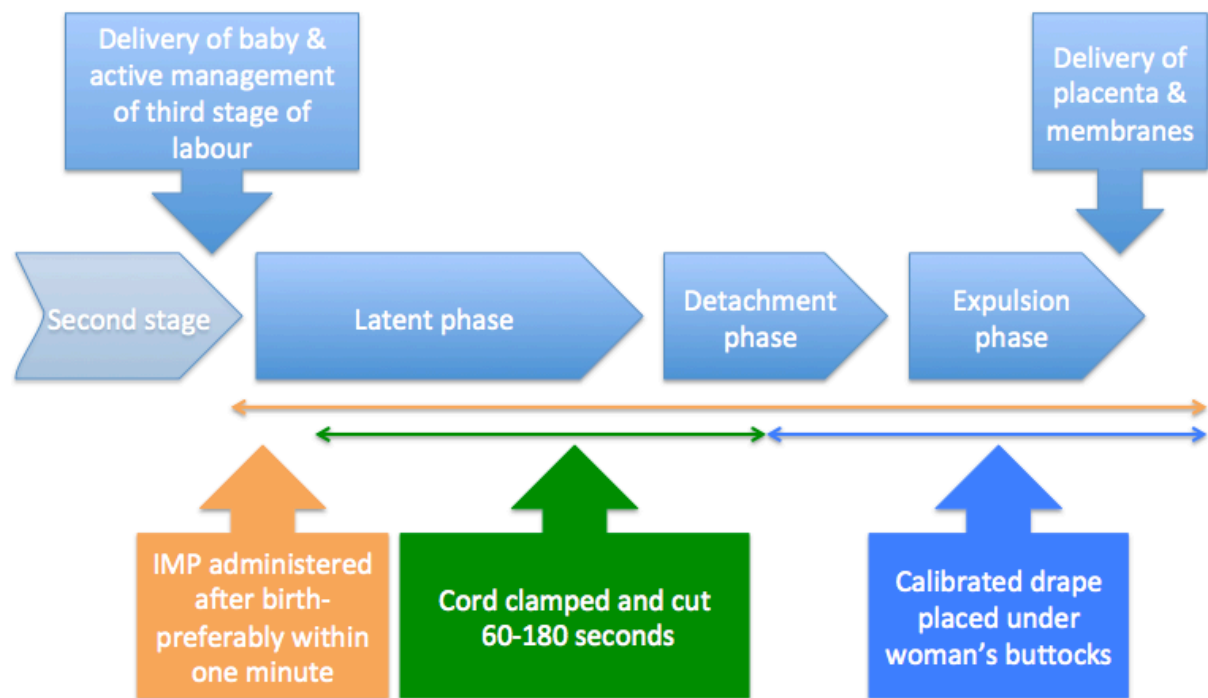 Delivery of baby &
active management
of third stage of
labour
Delivery of
placenta &
membranes
Second stage
Latent phase
Detachment
phase
Expulsion
phase
IMP administered
after birth-
preferably within
one minute
Cord clamped and cut
60-180 seconds
Calibrated drape
placed under
woman's buttocks